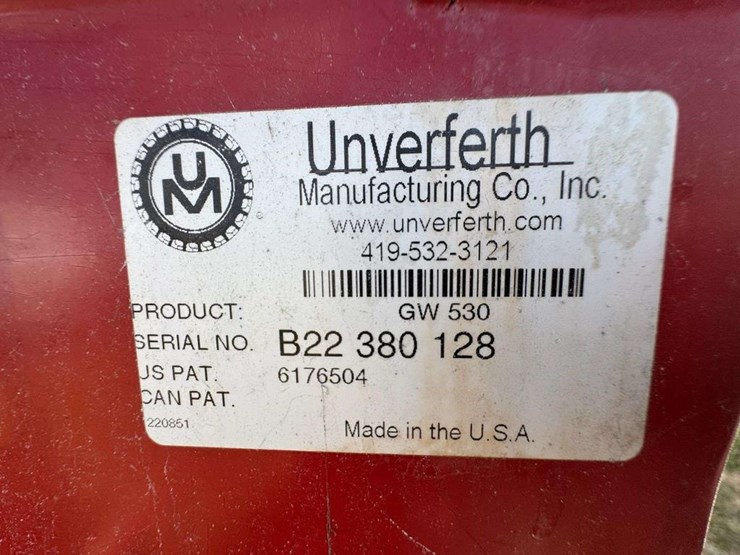 UM
Unverferth
Manufacturing Co., Inc.
www.unverferth.com
419-532-3121
PRODUCT: GW 530
SERIAL NO. B22 380 128
US PAT. 6176504
CAN PAT.
220851
Made in the U.S.A.